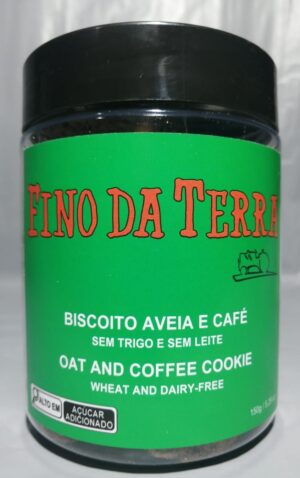 FINO DA TERRA
BISCOITO AVEIA E CAFÉ
SEM TRIGO E SEM LEITE
OAT AND COFFEE COOKIE
WHEAT AND DAIRY-FREE
ALTO EM
AÇÚCAR
ADICIONADO
150g